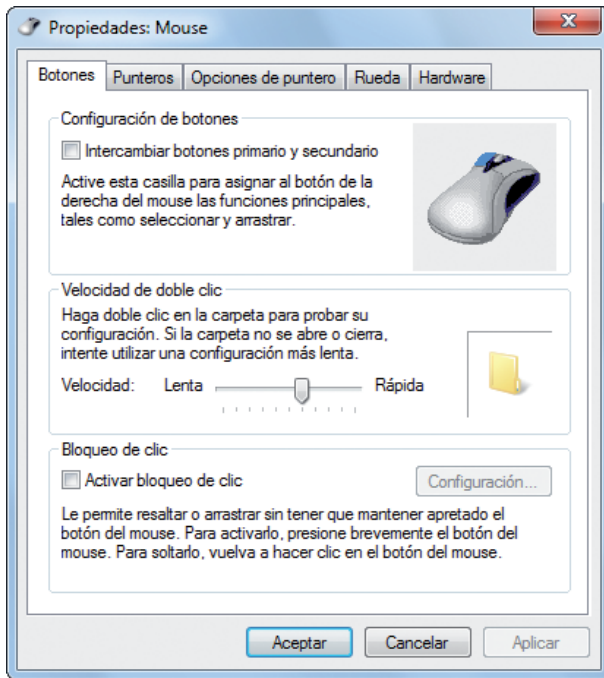 Propiedades: Mouse
Botones Punteros Opciones de puntero Rueda Hardware
Configuración de botones
Intercambiar botones primario y secundario
Active esta casilla para asignar al botón de la
derecha del mouse las funciones principales,
tales como seleccionar y arrastrar.
Velocidad de doble clic
Haga doble clic en la carpeta para probar su
configuración. Si la carpeta no se abre o cierra,
intente utilizar una configuración más lenta.
Velocidad: Lenta Rápida
Bloqueo de clic
Activar bloqueo de clic Configuración...
Le permite resaltar o arrastrar sin tener que mantener apretado el
botón del mouse. Para activarlo, presione brevemente el botón del
mouse. Para soltarlo, vuelva a hacer clic en el botón del mouse.
Aceptar Cancelar Aplicar